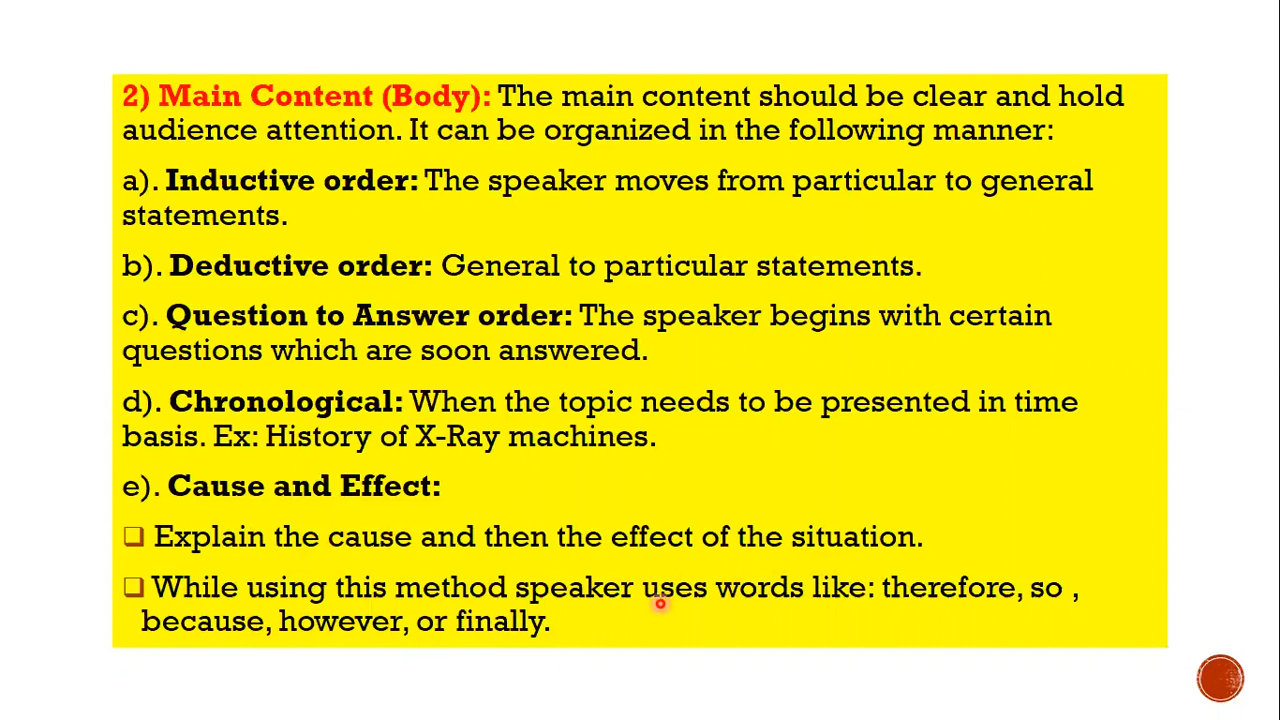 2) Main Content (Body): The main content should be clear and hold
audience attention. It can be organized in the following manner:
a). Inductive order: The speaker moves from particular to general
statements.
b). Deductive order: General to particular statements.
c). Question to Answer order: The speaker begins with certain
questions which are soon answered.
d). Chronological: When the topic needs to be presented in time
basis. Ex: History of X-Ray machines.
e). Cause and Effect:
❑ Explain the cause and then the effect of the situation.
❑ While using this method speaker uses words like: therefore, so ,
because, however, or finally.